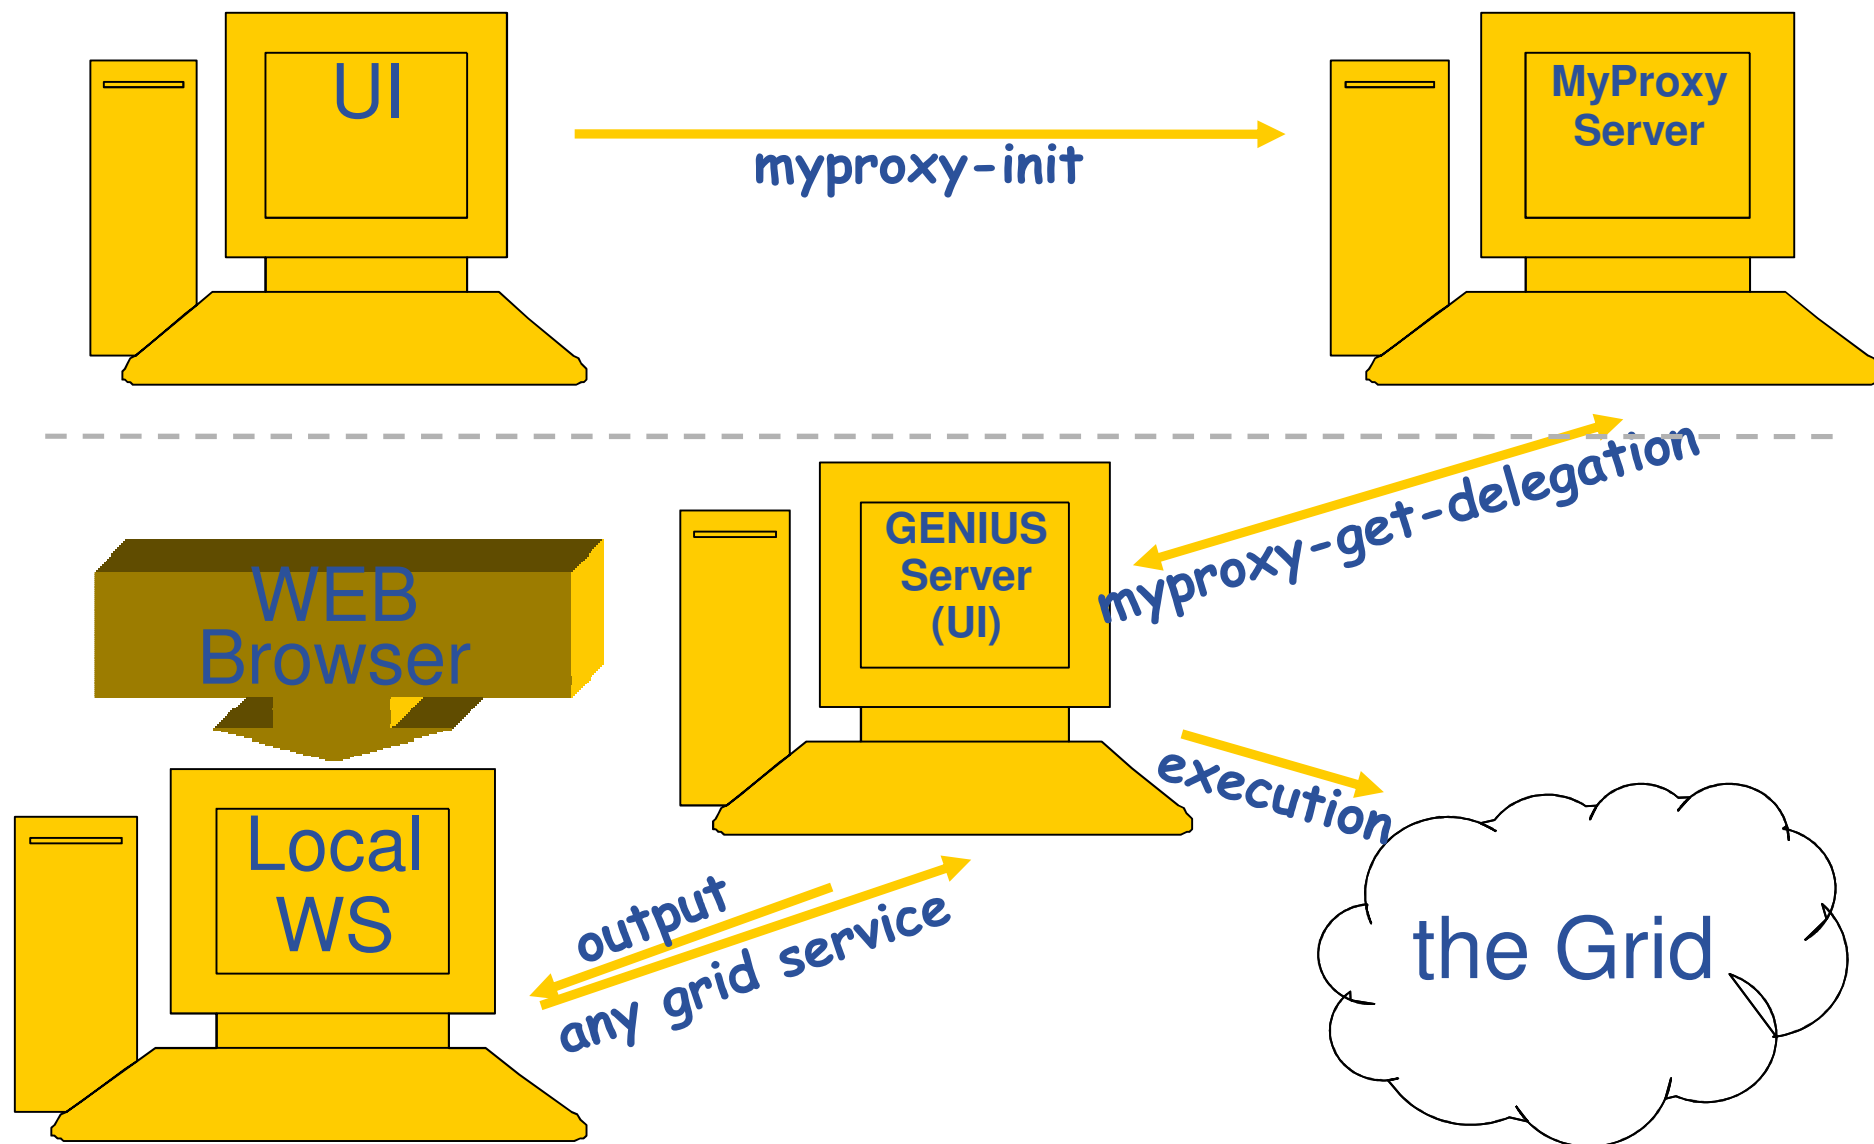 UI
MyProxy
Server
myproxy-init
myproxy-get-delegation
GENIUS
Server
(UI)
WEB
Browser
execution
Local
WS
output
any grid service
the Grid